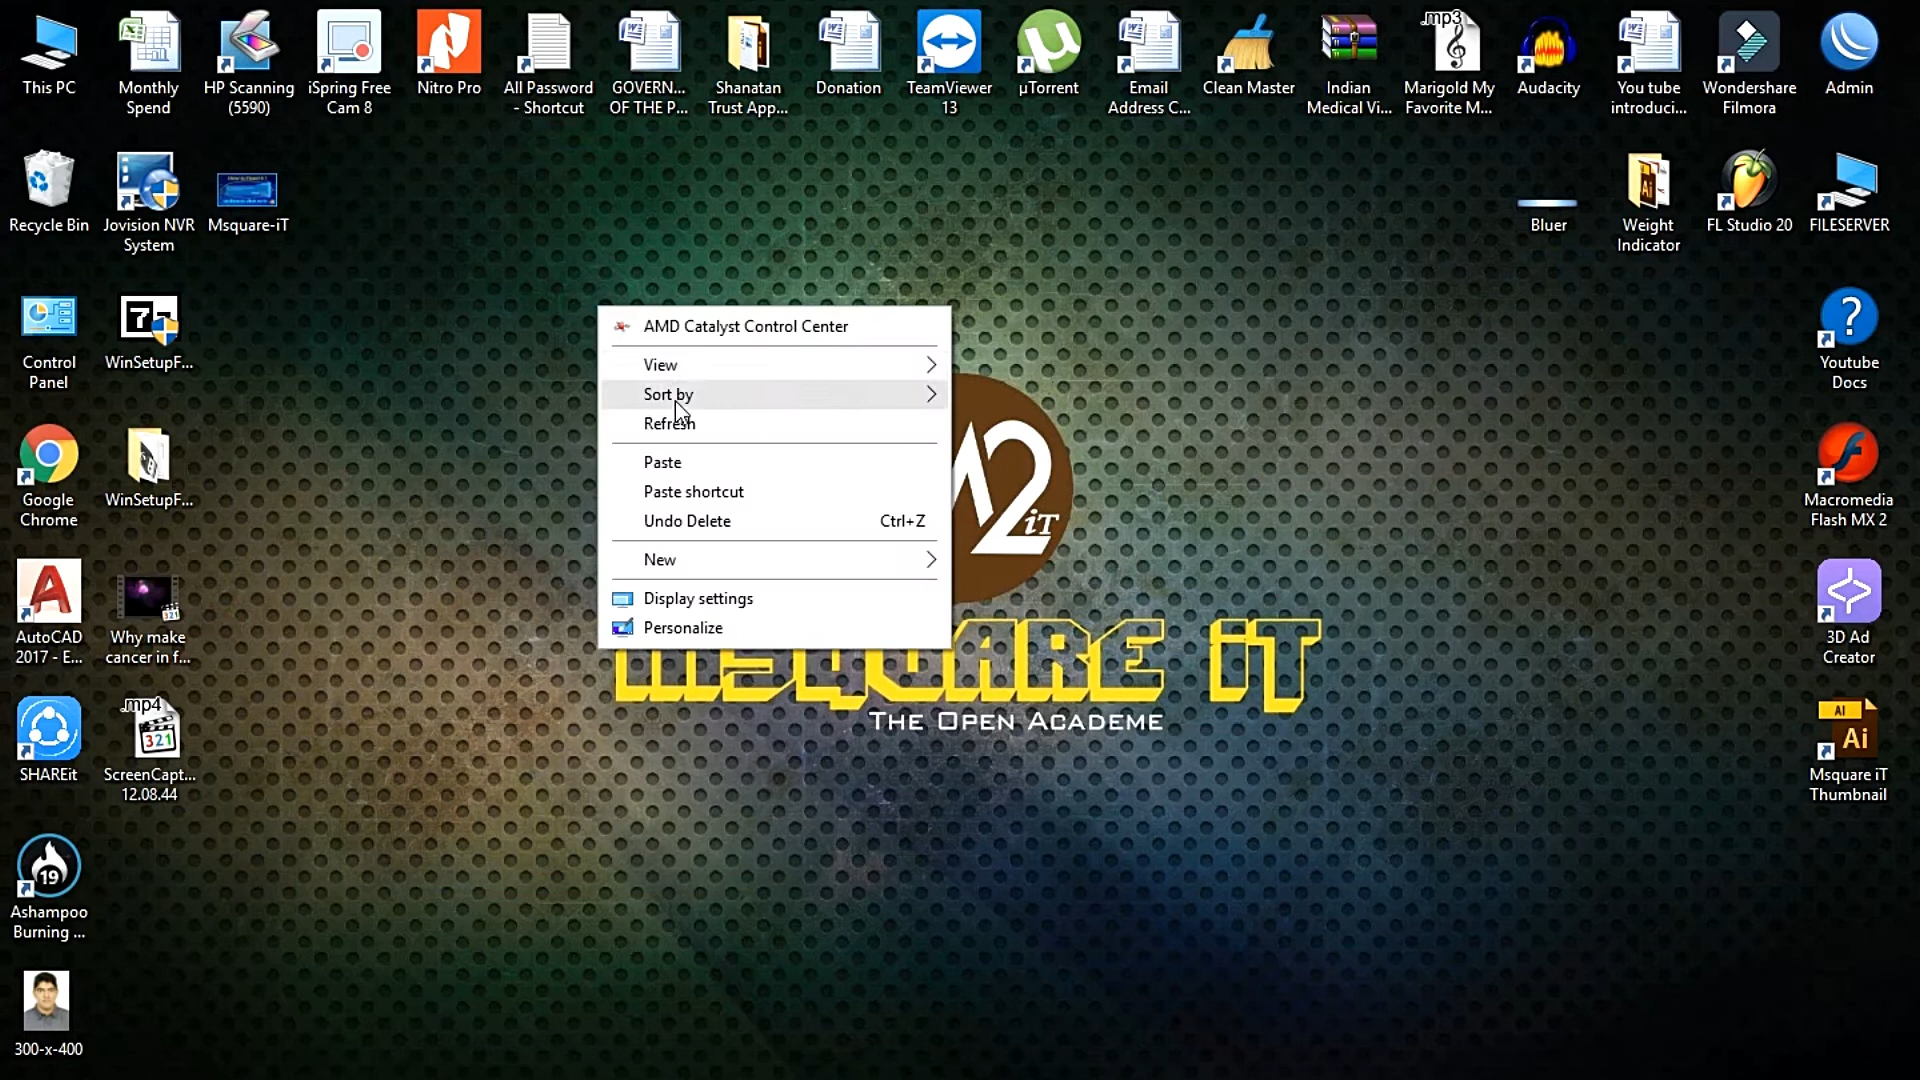 This PC
Monthly
Spend
HP Scanning
(5590)
iSpring Free
Cam 8
Nitro Pro
All Password
- Shortcut
GOVERN...
OF THE P...
Shanatan
Trust App...
Donation
TeamViewer
13
µTorrent
Email
Address C...
Clean Master
Indian
Medical Vi...
.mp3
Marigold My
Favorite M...
Audacity
You tube
introduci...
Wondershare
Filmora
Admin
Recycle Bin
Jovision NVR
System
Msquare-iT
Bluer
Weight
Indicator
FL Studio 20
FILESERVER
Control
Panel
WinSetupF...
Youtube
Docs
Google
Chrome
WinSetupF...
Macromedia
Flash MX 2
AutoCAD
2017 - E...
Why make
cancer in f...
3D Ad
Creator
SHAREit
.mp4
321
ScreenCapt...
12.08.44
AI
Ai
Msquare iT
Thumbnail
19
Ashampoo
Burning ...
300-x-400
AMD Catalyst Control Center
View
Sort by
Refresh
Paste
Paste shortcut
Undo Delete Ctrl+Z
New
Display settings
Personalize
iT
MSQUARE iT
THE OPEN ACADEME